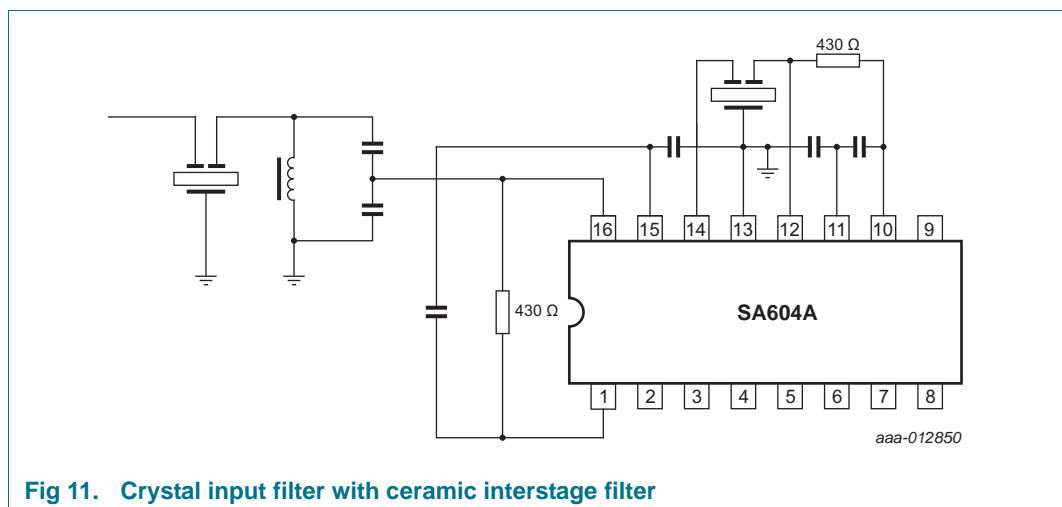 430 Ω
16 15 14 13 12 11 10 9
430 Ω
SA604A
1 2 3 4 5 6 7 8
aaa-012850
Fig 11. Crystal input filter with ceramic interstage filter